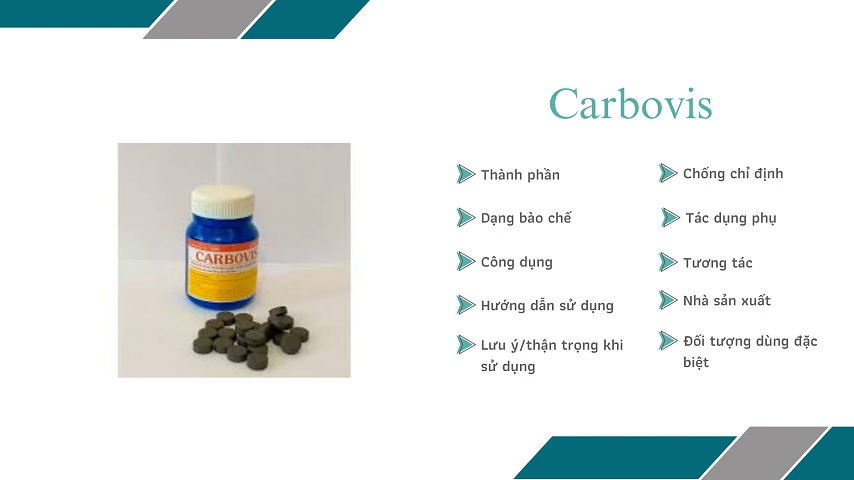 Carbovis
Thành phần
Dạng bào chế
Công dụng
Hướng dẫn sử dụng
Lưu ý/thận trọng khi
sử dụng
Chống chỉ định
Tác dụng phụ
Tương tác
Nhà sản xuất
Đối tượng dùng đặc
biệt
CARBOVIS